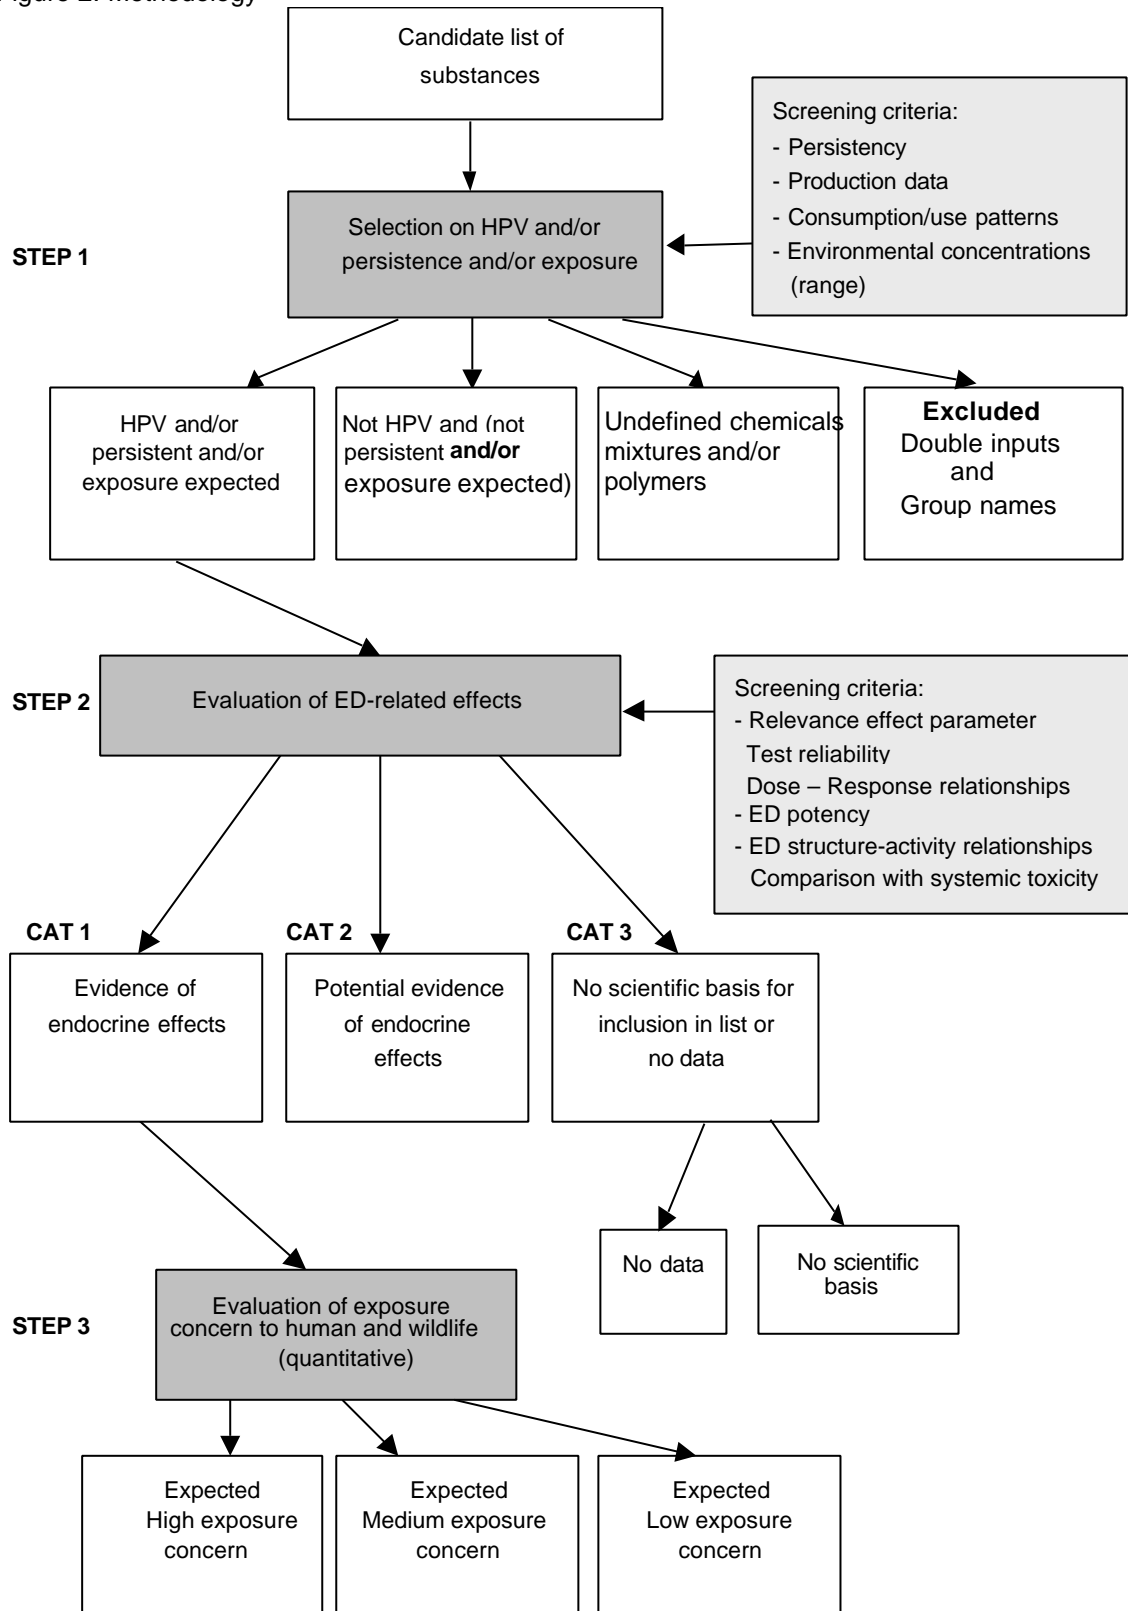 Figure 2. Methodology
Candidate list of
substances
Screening criteria:
- Persistency
- Production data
- Consumption/use patterns
- Environmental concentrations
(range)
STEP 1
Selection on HPV and/or
persistence and/or exposure
HPV and/or
persistent and/or
exposure expected
Not HPV and (not
persistent and/or
exposure expected)
Undefined chemicals
mixtures and/or
polymers
Excluded
Double inputs
and
Group names
STEP 2
Evaluation of ED-related effects
Screening criteria:
- Relevance effect parameter
Test reliability
Dose – Response relationships
- ED potency
- ED structure-activity relationships
Comparison with systemic toxicity
CAT 1
Evidence of
endocrine effects
CAT 2
Potential evidence
of endocrine
effects
CAT 3
No scientific basis for
inclusion in list or
no data
No data
No scientific
basis
STEP 3
Evaluation of exposure
concern to human and wildlife
(quantitative)
Expected
High exposure
concern
Expected
Medium exposure
concern
Expected
Low exposure
concern